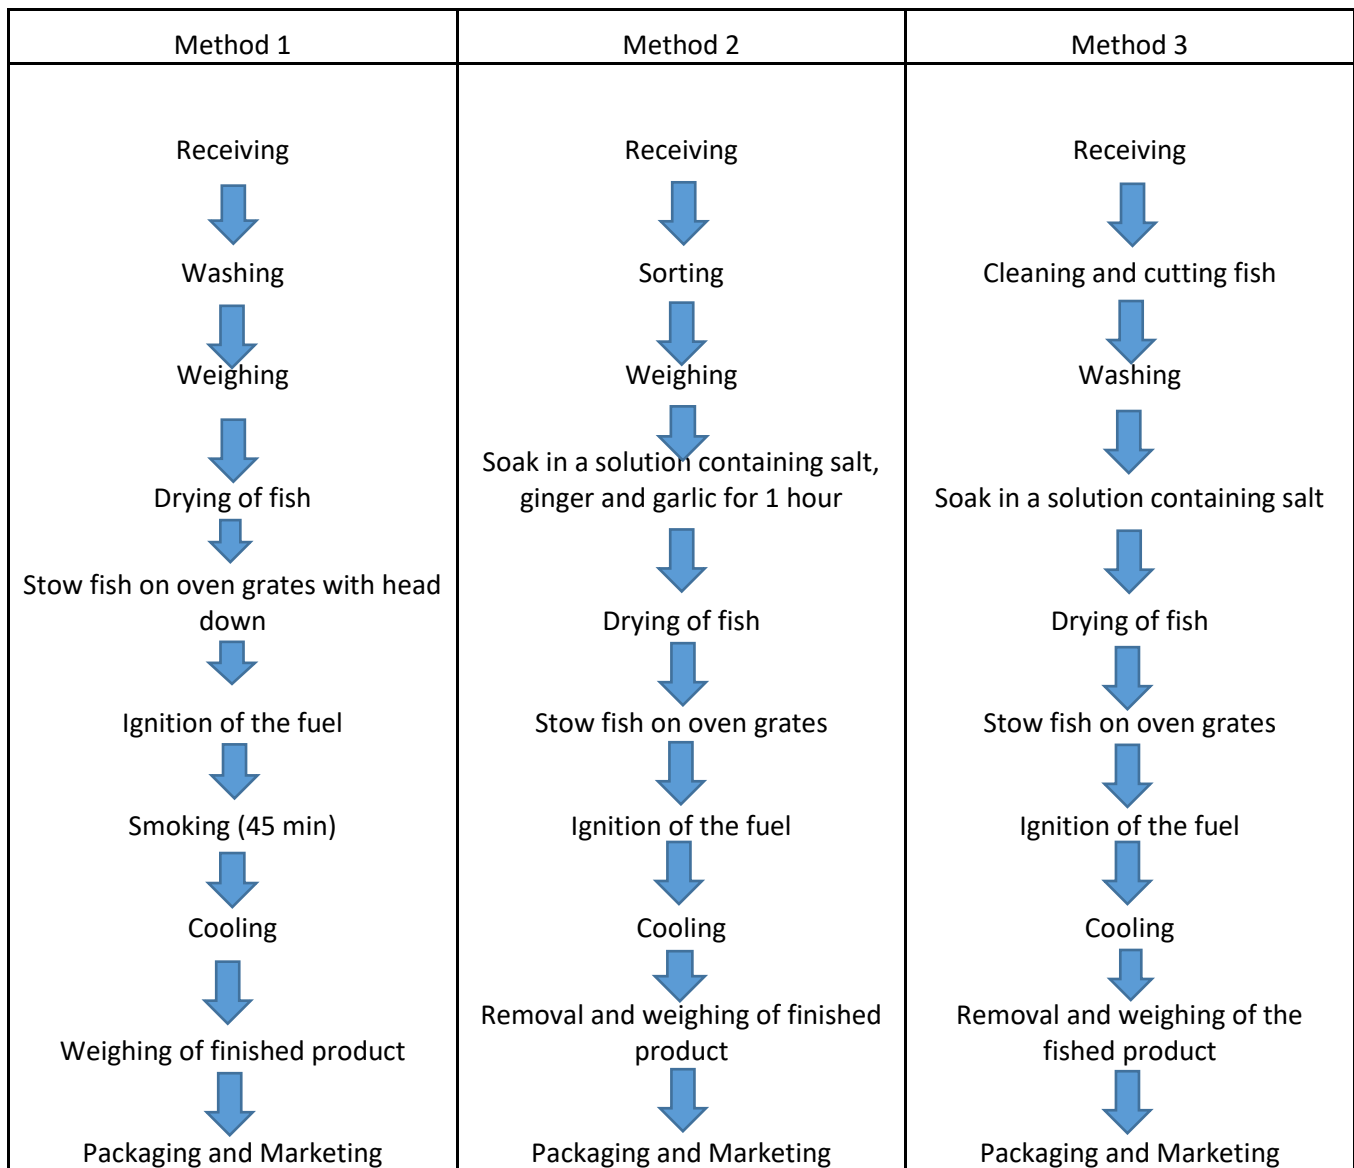 Method 1
Method 2
Method 3
Receiving
Washing
Weighing
Drying of fish
Stow fish on oven grates with head
down
Ignition of the fuel
Smoking (45 min)
Cooling
Weighing of finished product
Packaging and Marketing
Receiving
Sorting
Weighing
Soak in a solution containing salt,
ginger and garlic for 1 hour
Drying of fish
Stow fish on oven grates
Ignition of the fuel
Cooling
Removal and weighing of finished
product
Packaging and Marketing
Receiving
Cleaning and cutting fish
Washing
Soak in a solution containing salt
Drying of fish
Stow fish on oven grates
Ignition of the fuel
Cooling
Removal and weighing of the
fished product
Packaging and Marketing